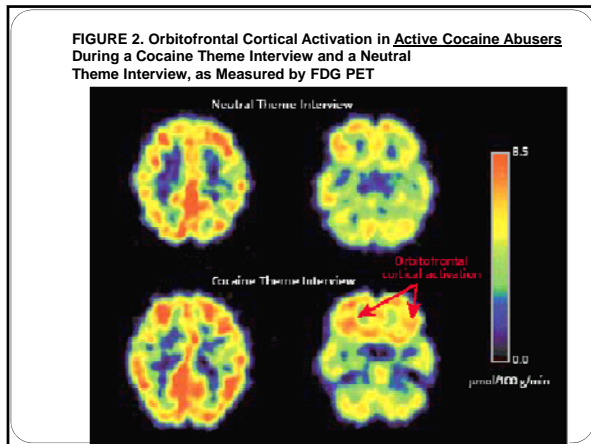 FIGURE 2. Orbitofrontal Cortical Activation in Active Cocaine Abusers
During a Cocaine Theme Interview and a Neutral
Theme Interview, as Measured by FDG PET
Neutral Theme Interview
8.5
Orbitofrontal
cortical activation
Cocaine Theme Interview
0.0
µmol/100 g/min